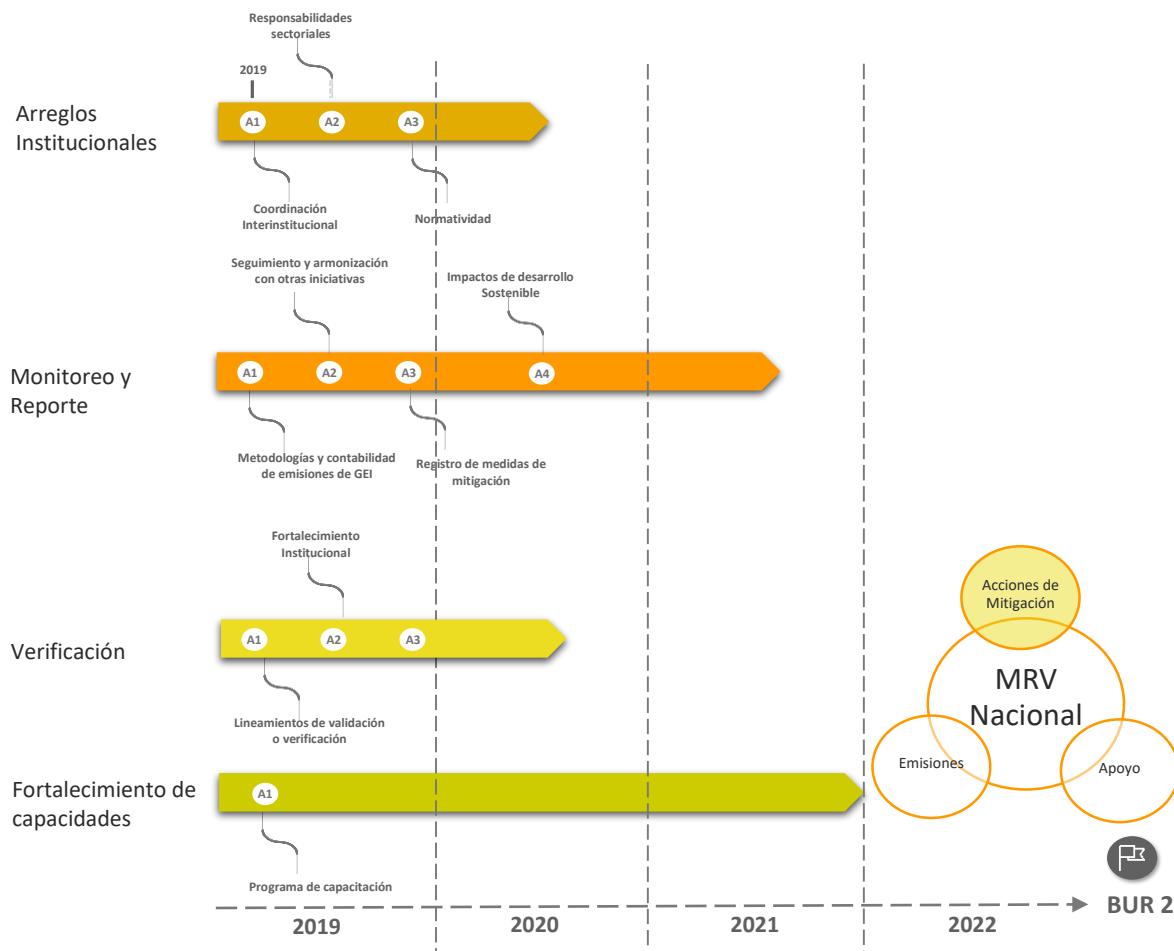 Responsabilidades
sectoriales
2019
Arreglos
Institucionales
A1
A2
A3
Coordinación
Interinstitucional
Normatividad
Seguimiento y armonización
con otras iniciativas
Impactos de desarrollo
Sostenible
Monitoreo y
Reporte
A1
A2
A3
A4
Metodologías y contabilidad
de emisiones de GEI
Registro de medidas de
mitigación
Fortalecimiento
Institucional
Verificación
A1
A2
A3
Lineamientos de validación
o verificación
Acciones de
Mitigación
MRV
Nacional
Emisiones
Apoyo
Fortalecimiento de
capacidades
A1
Programa de capacitación
2019
2020
2021
2022
BUR 2